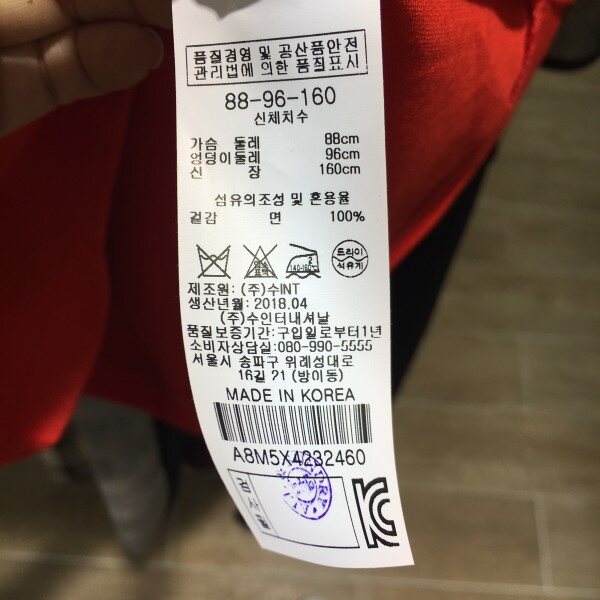 품질경영 및 공산품안전
관리법에 의한 품질표시
88-96-160
신체치수
가슴 둘레 88cm
엉덩이둘레 96cm
신 장 160cm
섬유의조성 및 혼용율
겉감 면 100%
드라이
석유계
제조원: (주)수INT
생산년월: 2018.04
(주)수인터내셔날
품질보증기간:구입일로부터1년
소비자상담실:080-990-5555
서울시 송파구 위례성대로
16길 21 (방이동)
MADE IN KOREA
A8M5X4232460